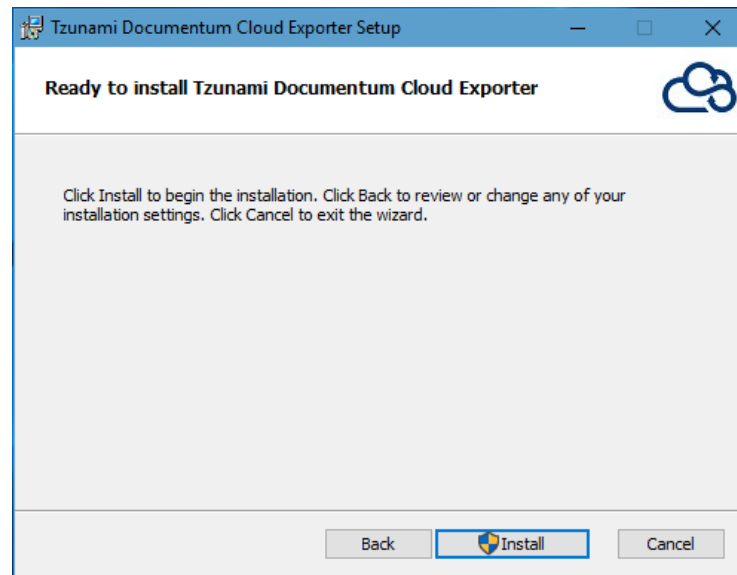 Tzunami Documentum Cloud Exporter Setup
Ready to install Tzunami Documentum Cloud Exporter
Click Install to begin the installation. Click Back to review or change any of your
installation settings. Click Cancel to exit the wizard.
Back Install Cancel